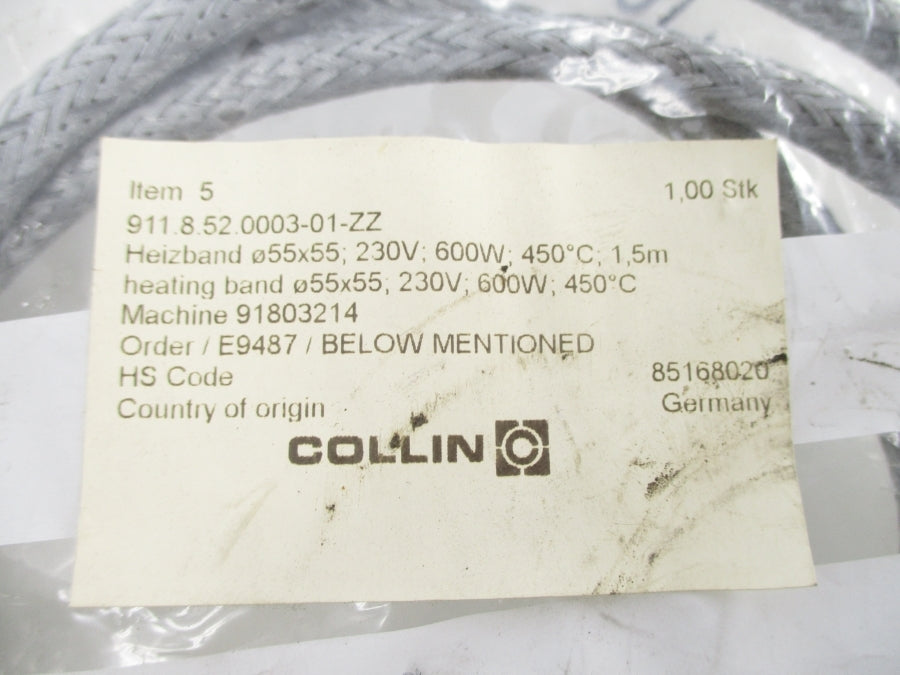 Item 5 1,00 Stk
911.8.52.0003-01-ZZ
Heizband ø55x55; 230V; 600W; 450°C; 1,5m
heating band ø55x55; 230V; 600W; 450°C
Machine 91803214
Order / E9487 / BELOW MENTIONED
HS Code 85168020
Country of origin Germany
COLLIN